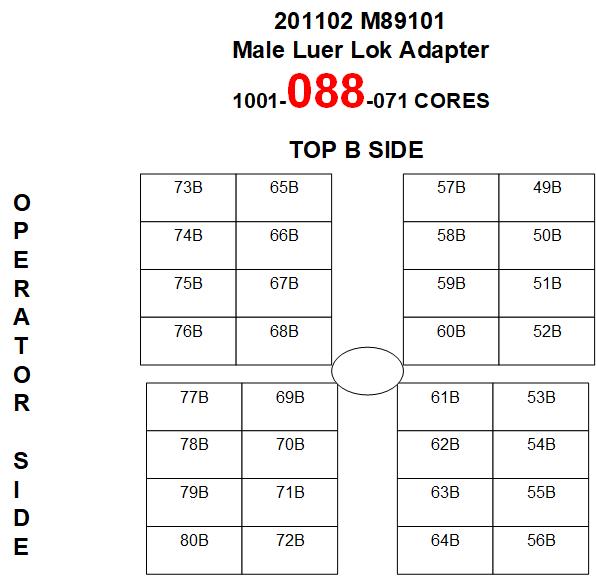 201102 M89101
Male Luer Lok Adapter
1001-088-071 CORES
TOP B SIDE
OPERATOR SIDE
73B 65B 57B 49B
74B 66B 58B 50B
75B 67B 59B 51B
76B 68B 60B 52B
77B 69B 61B 53B
78B 70B 62B 54B
79B 71B 63B 55B
80B 72B 64B 56B